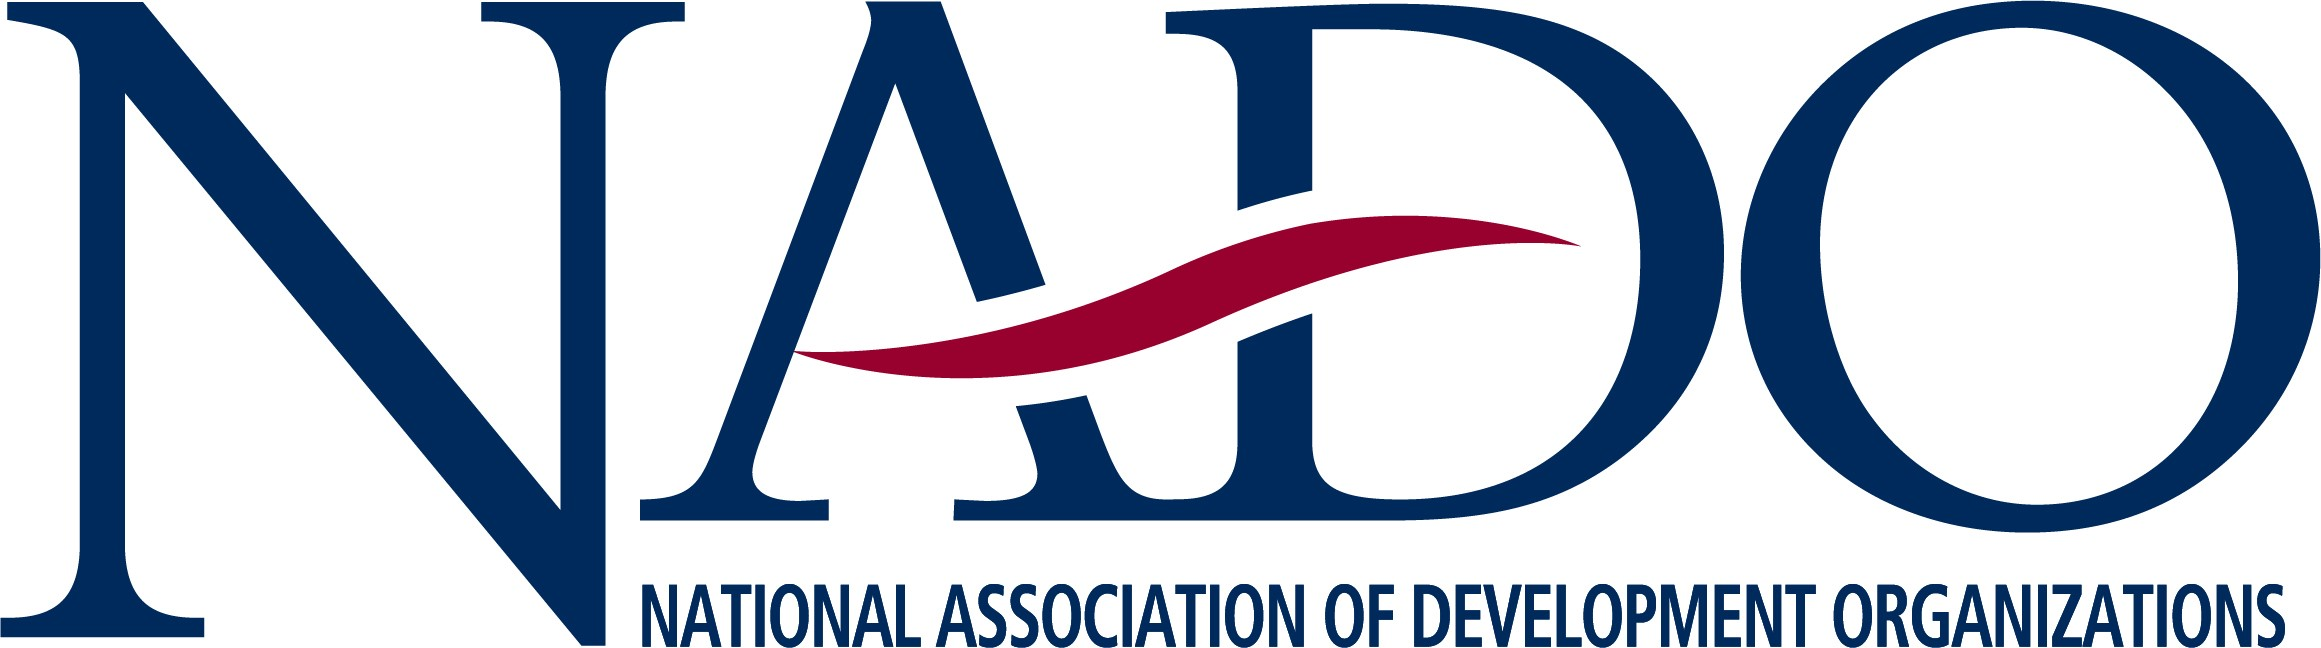 NADO
NATIONAL ASSOCIATION OF DEVELOPMENT ORGANIZATIONS